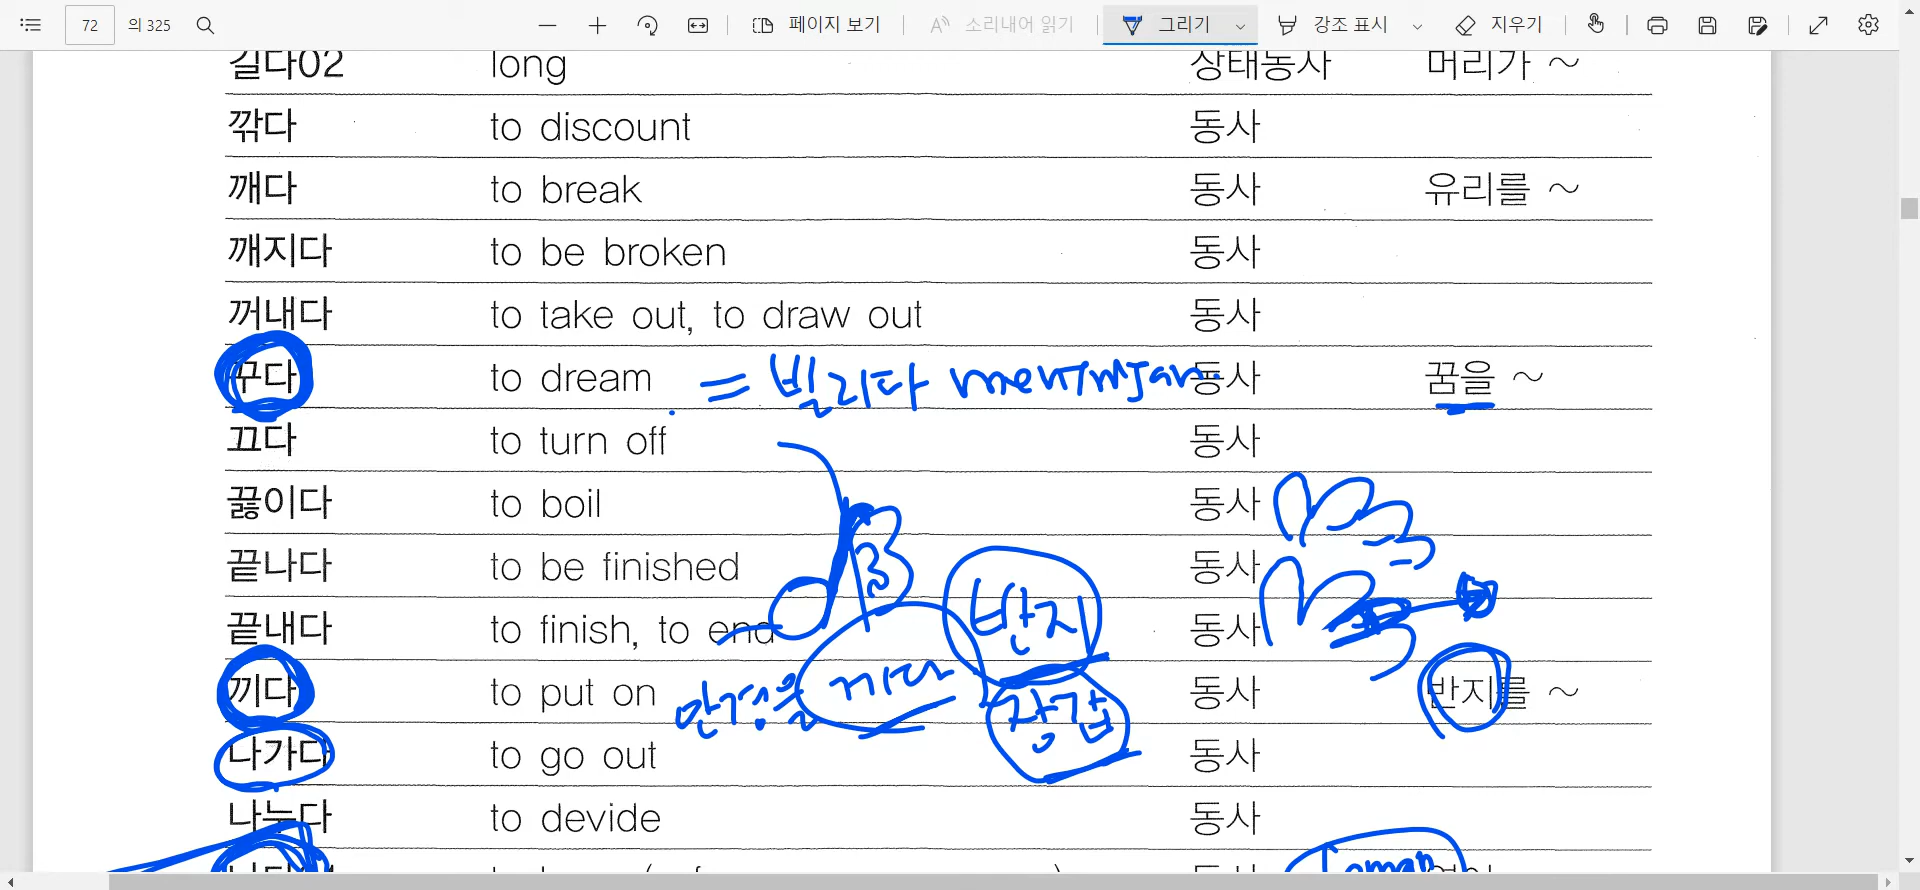 72 의 325 페이지 보기 소리내어 읽기 그리기 강조 표시 지우기
길다02 long 상태동사 머리가 ~
깎다 to discount 동사
깨다 to break 동사 유리를 ~
깨지다 to be broken 동사
꺼내다 to take out, to draw out 동사
꾸다 to dream = 빌리다 meminjam. 동사 꿈을 ~
끄다 to turn off 동사
끓이다 to boil 동사
끝나다 to be finished 동사
끝내다 to finish, to end 반지 동사
끼다 to put on 안경을 끼다 장갑 동사 반지를 ~
나가다 to go out 동사
나누다 to devide 동사